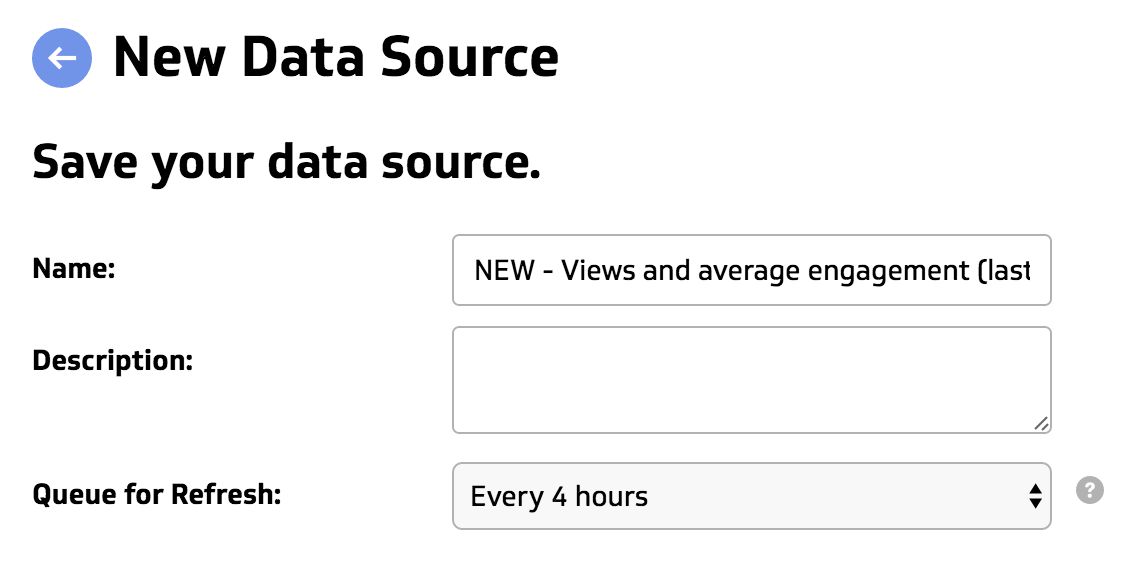 New Data Source
Save your data source.
Name:
NEW - Views and average engagement (last
Description:
Queue for Refresh:
Every 4 hours
?